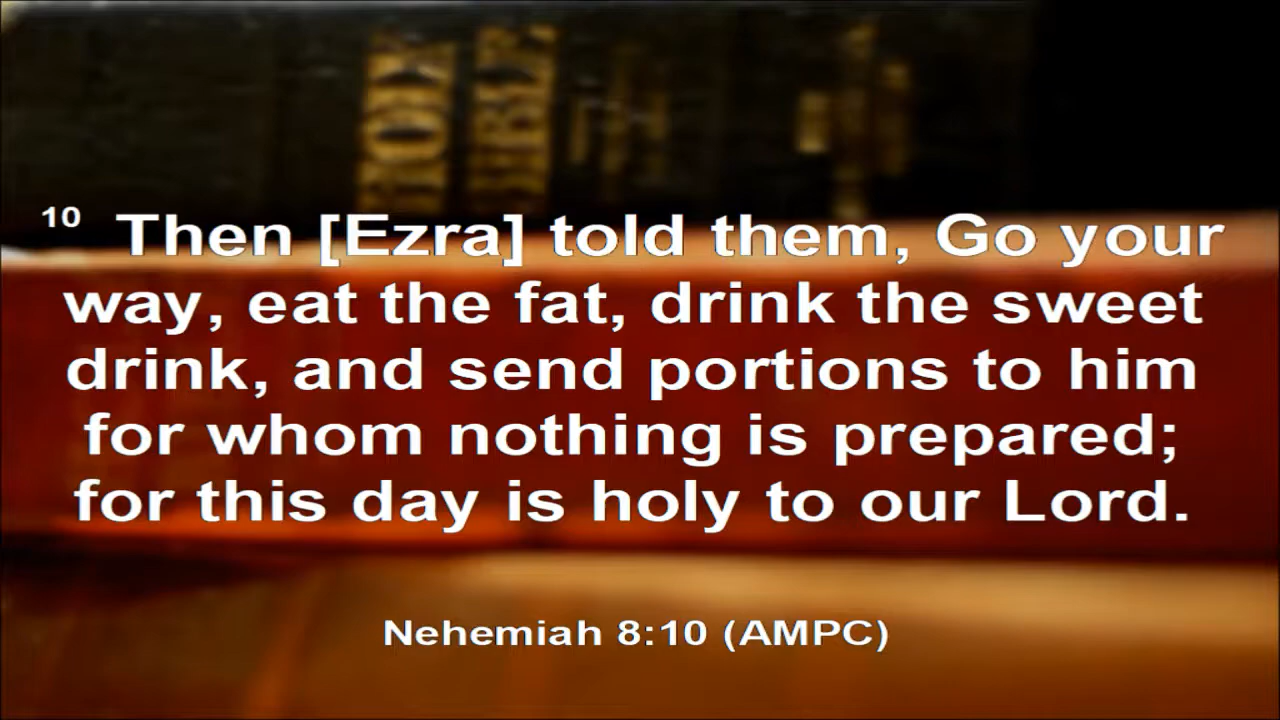 10 Then [Ezra] told them, Go your
way, eat the fat, drink the sweet
drink, and send portions to him
for whom nothing is prepared;
for this day is holy to our Lord.
Nehemiah 8:10 (AMPC)